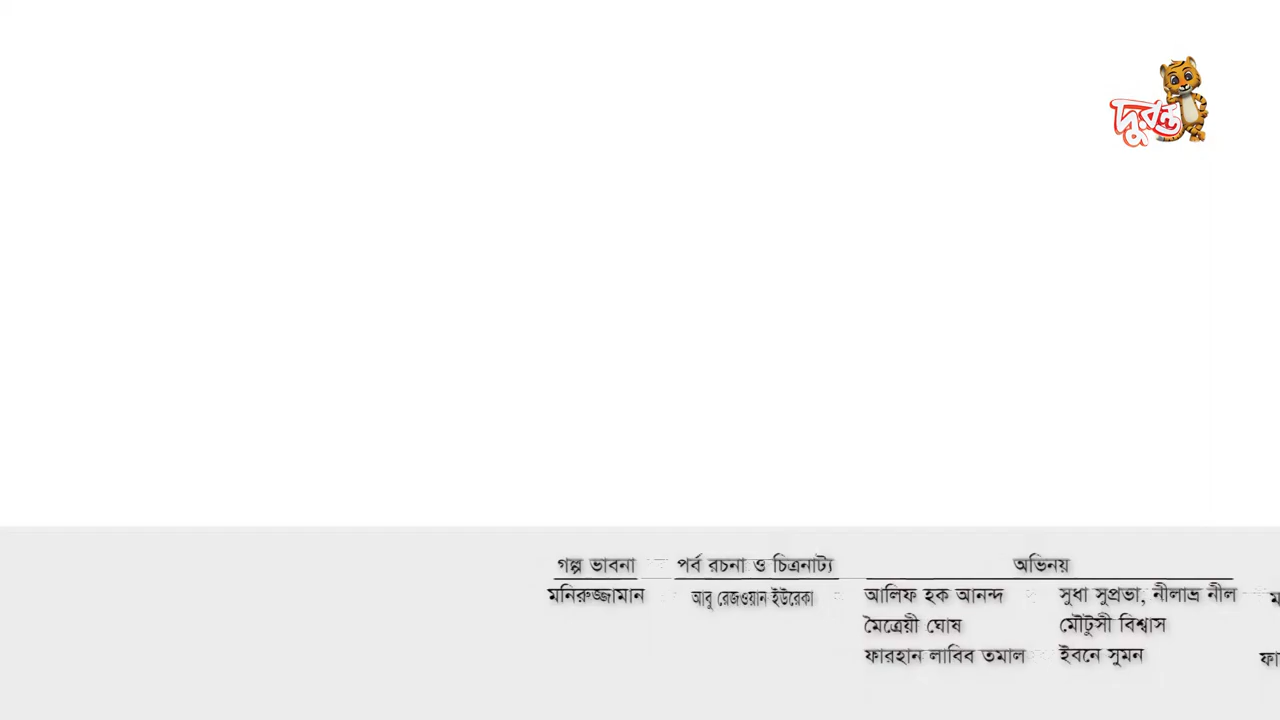 দুরন্ত
গল্প ভাবনা পর্ব রচনা ও চিত্রনাট্য অভিনয়
মনিরুজ্জামান আবু রেজওয়ান ইউরেকা আলিফ হক আনন্দ সুধা সুপ্রভা, নীলাভ্র নীল
মৈত্রেয়ী ঘোষ মৌটুসী বিশ্বাস
ফারহান লাবিব তমাল ইবনে সুমন